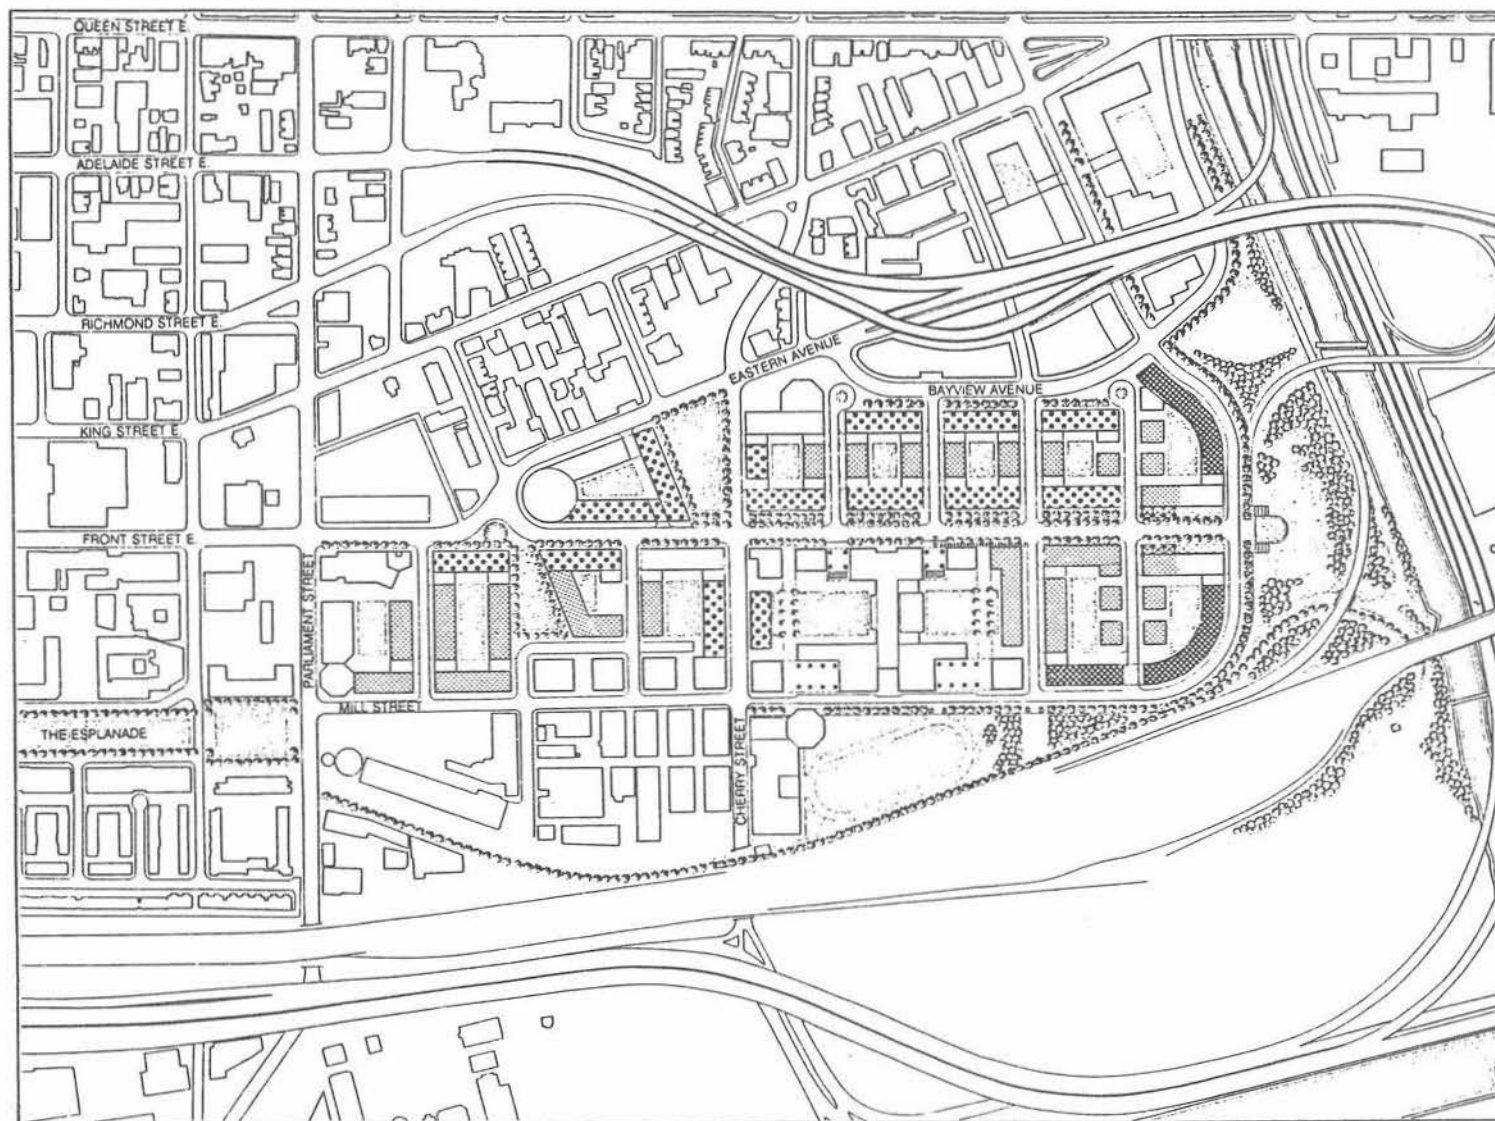 QUEEN STREET E.
ADELAIDE STREET E.
RICHMOND STREET E.
EASTERN AVENUE
BAYVIEW AVENUE
KING STREET E.
FRONT STREET E.
PARLIAMENT STREET
MILL STREET
THE ESPLANADE
CHERRY STREET